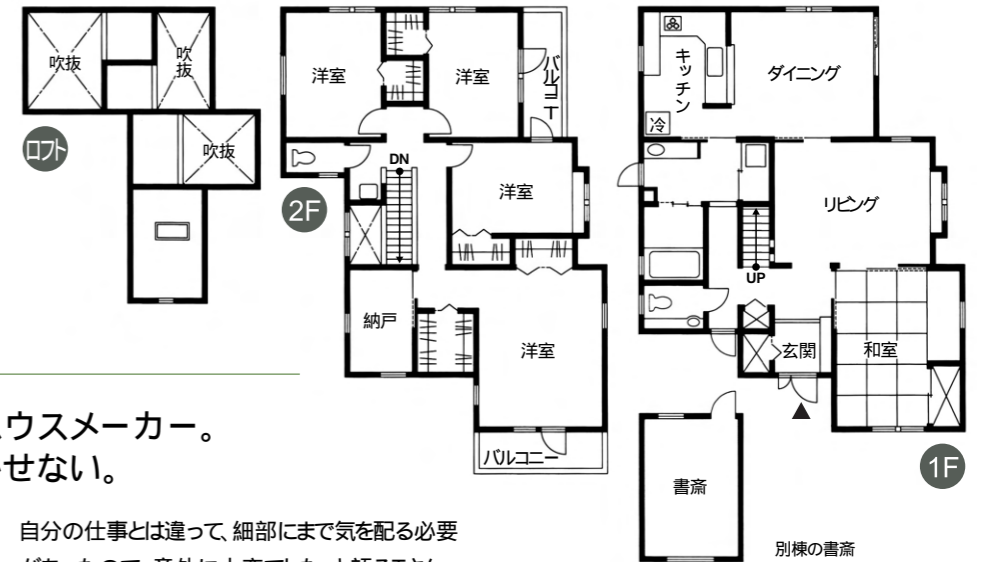 吹抜
吹抜
吹抜
ロフト
洋室
洋室
バルコニー
DN
洋室
2F
納戸
洋室
バルコニー
キッチン
冷
ダイニング
リビング
UP
玄関
和室
1F
書斎
別棟の書斎
ウスメーカー。
せない。
自分の仕事とは違って、細部にまで気を配る必要